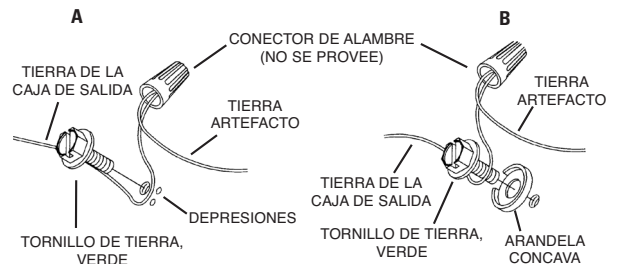 A
B
CONECTOR DE ALAMBRE
(NO SE PROVEE)
TIERRA DE LA
CAJA DE SALIDA
TIERRA
ARTEFACTO
TIERRA
ARTEFACTO
DEPRESIONES
TORNILLO DE TIERRA,
VERDE
TIERRA DE LA
CAJA DE SALIDA
TORNILLO DE TIERRA,
VERDE
ARANDELA
CONCAVA